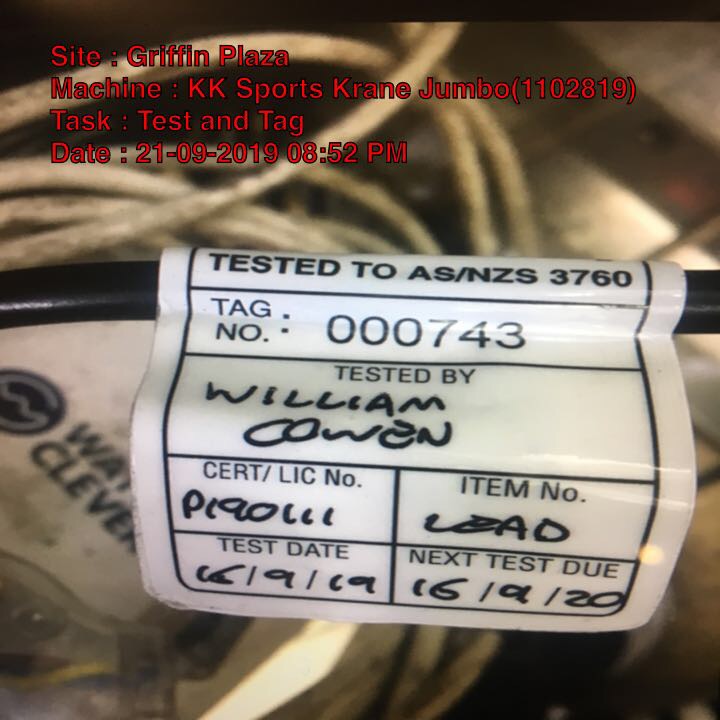 Site : Griffin Plaza
Machine : KK Sports Krane Jumbo(1102819)
Task : Test and Tag
Date : 21-09-2019 08:52 PM
TESTED TO AS/NZS 3760
TAG NO. : 000743
TESTED BY
WILLIAM
COWEN
CERT/ LIC No.
P190111
ITEM No.
LEAD
TEST DATE
16/9/19
NEXT TEST DUE
16/9/20
CLEVER